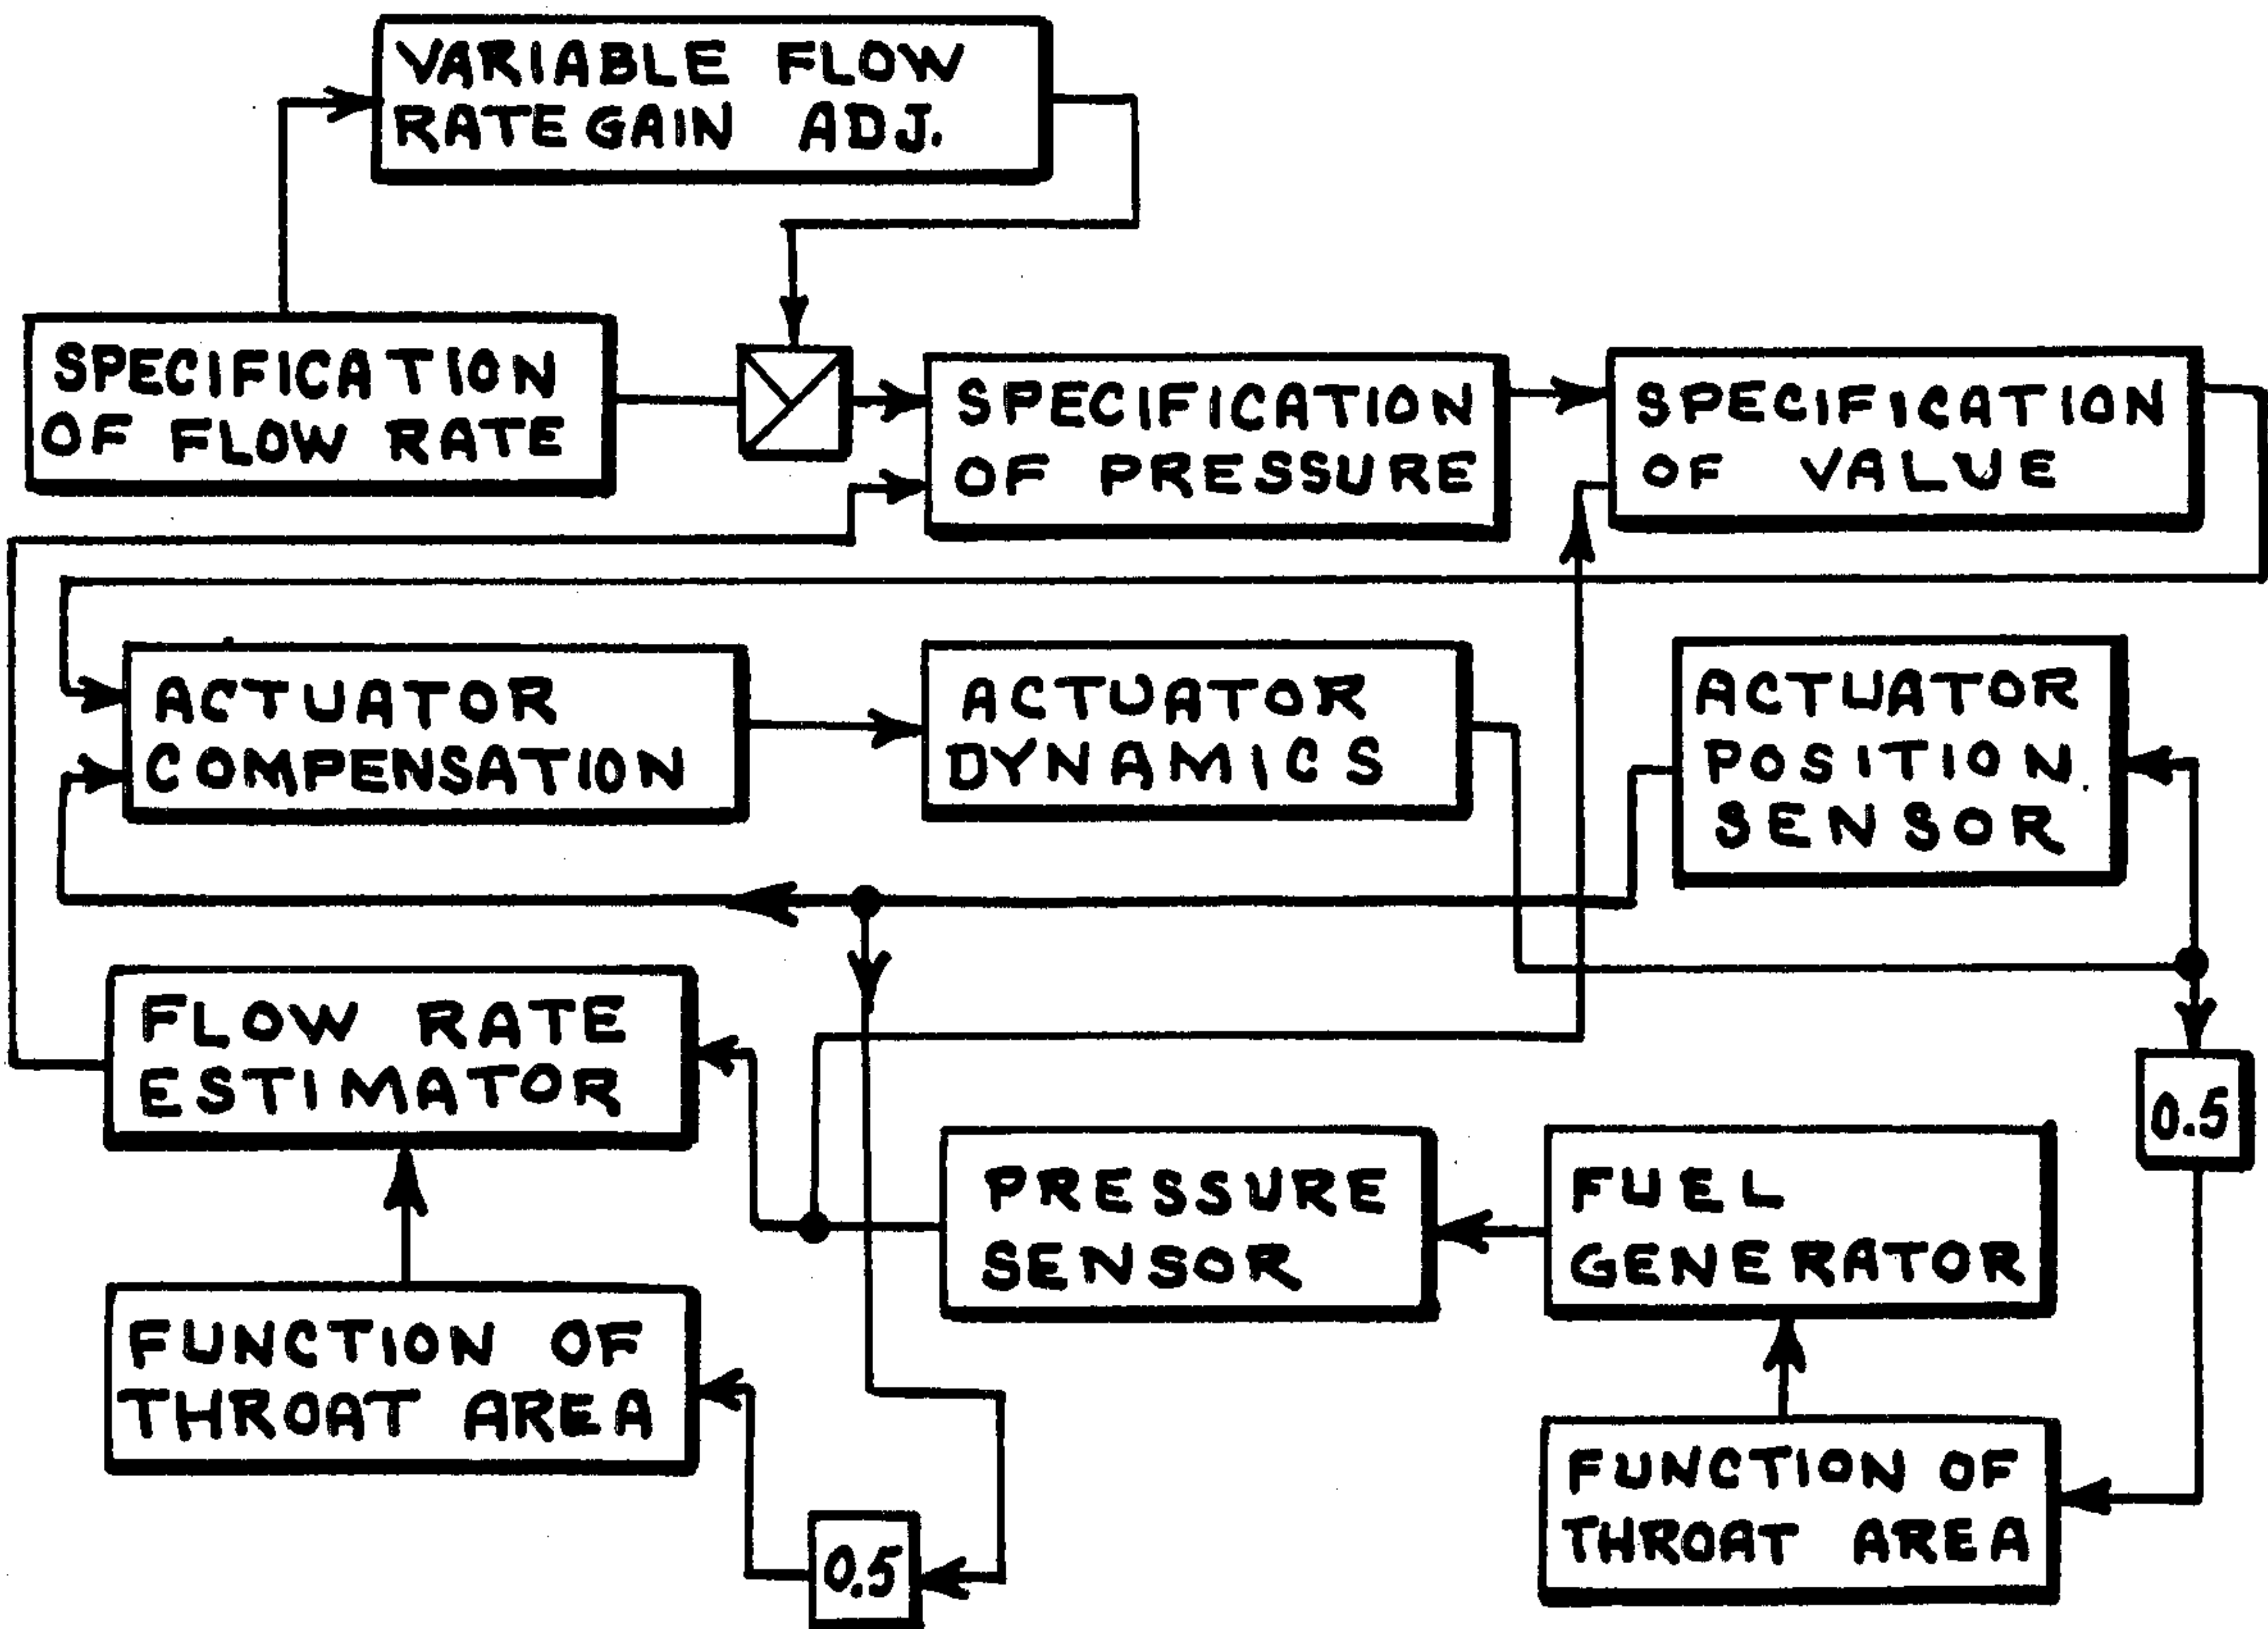 VARIABLE FLOW
RATE GAIN ADJ.
SPECIFICATION
OF FLOW RATE
SPECIFICATION
OF PRESSURE
SPECIFICATION
OF VALUE
ACTUATOR
COMPENSATION
ACTUATOR
DYNAMICS
ACTUATOR
POSITION
SENSOR
FLOW RATE
ESTIMATOR
0.5
PRESSURE
SENSOR
FUEL
GENERATOR
FUNCTION OF
THROAT AREA
0.5
FUNCTION OF
THROAT AREA